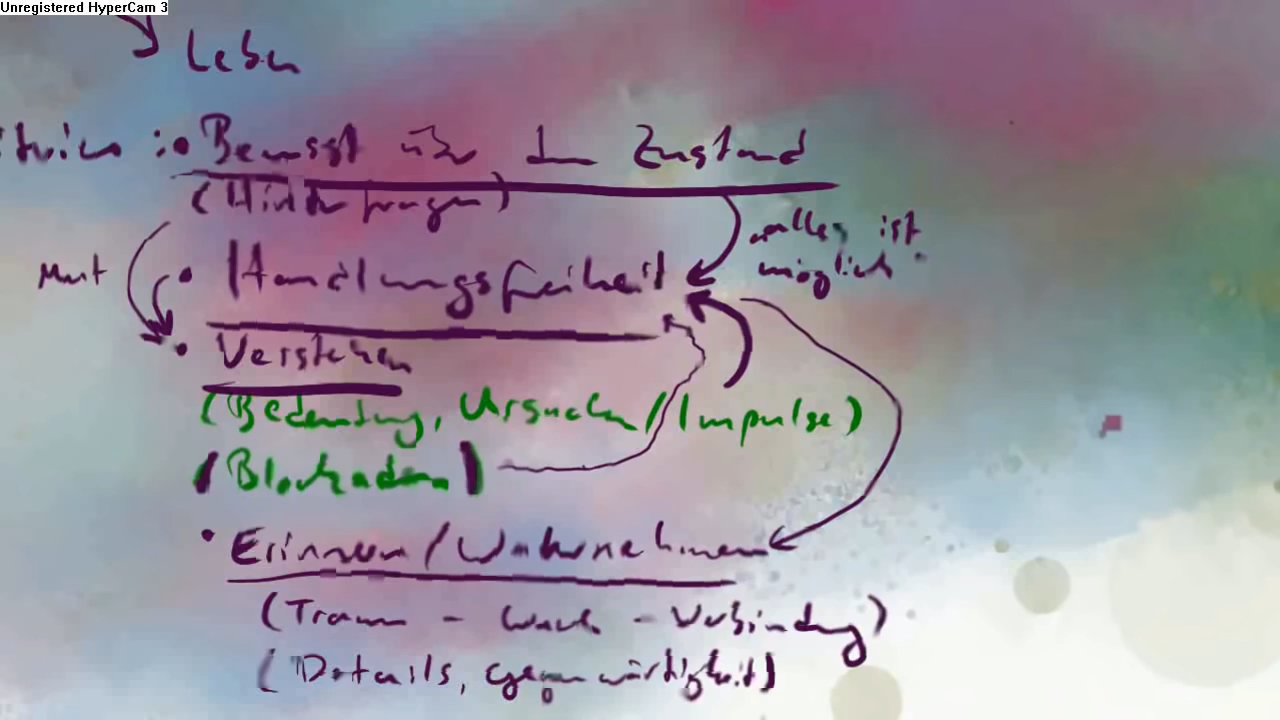 Unregistered HyperCam 3
Leben
: • Bewusst über den Zustand
(Hinterfragen)
alles ist
möglich
Mut
• Handlungsfreiheit
• Verstehen
(Bedeutung, Ursachen / Impulse)
(Blockaden)
• Erinnern / Wahrnehmen
(Traum - Wach - Verbindung)
(Details, Gegenwärtigkeit)